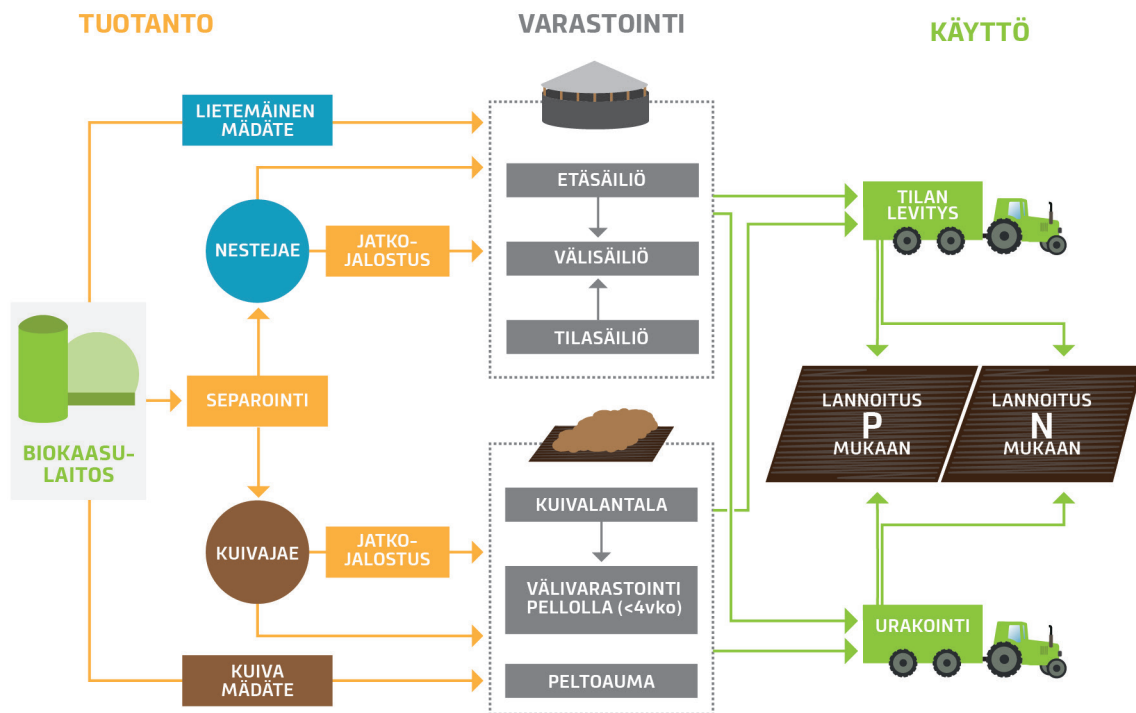 TUOTANTO
VARASTOINTI
KÄYTTÖ
LIETEMÄINEN
MÄDÄTE
NESTEJAE
JATKO-
JALOSTUS
SEPAROINTI
BIOKAASU-
LAITOS
KUIVAJAE
JATKO-
JALOSTUS
KUIVA
MÄDÄTE
ETÄSÄILIÖ
VÄLISÄILIÖ
TILASÄILIÖ
KUIVALANTALA
VÄLIVARASTOINTI
PELLOLLA (<4vko)
PELTOAUMA
TILAN
LEVITYS
LANNOITUS
P
MUKAAN
LANNOITUS
N
MUKAAN
URAKOINTI